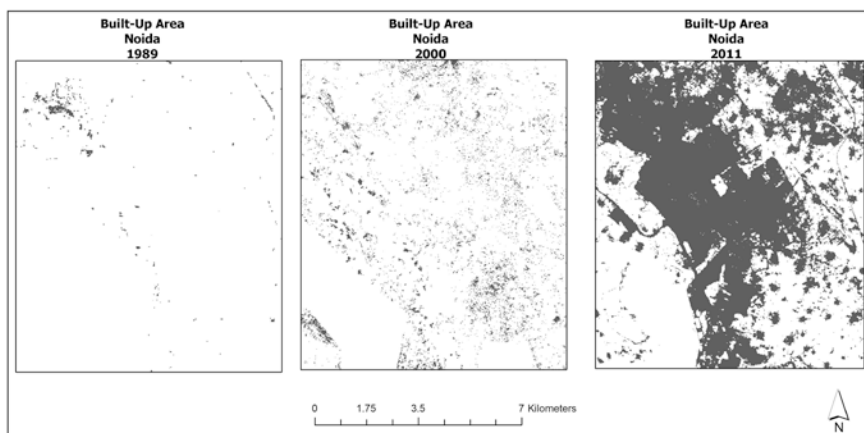 Built-Up Area
Noida
1989
Built-Up Area
Noida
2000
Built-Up Area
Noida
2011
0 1.75 3.5 7 Kilometers
N